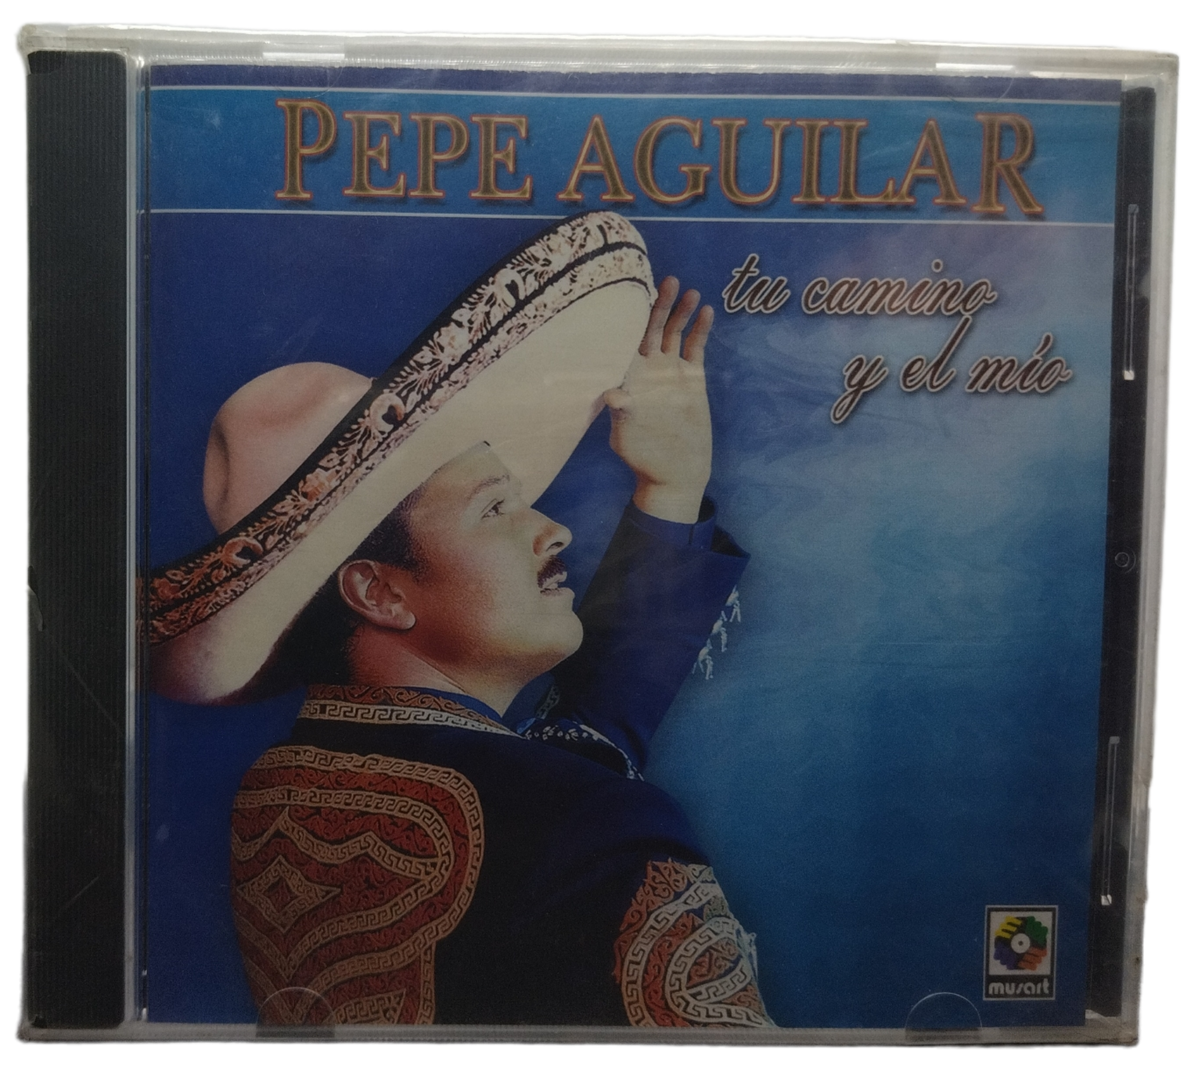 PEPE AGUILAR
tu camino
y el mío
musart